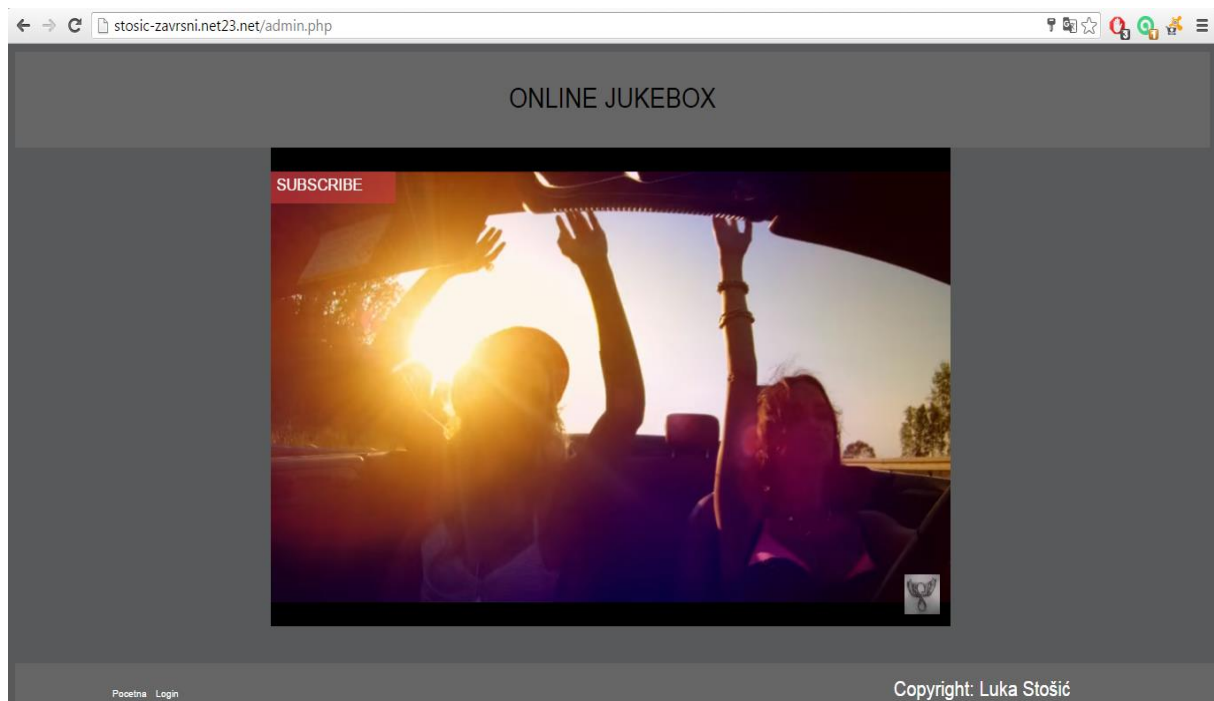 stosic-zavrsni.net23.net/admin.php
ONLINE JUKEBOX
SUBSCRIBE
Pocetna Login
Copyright: Luka Stošić